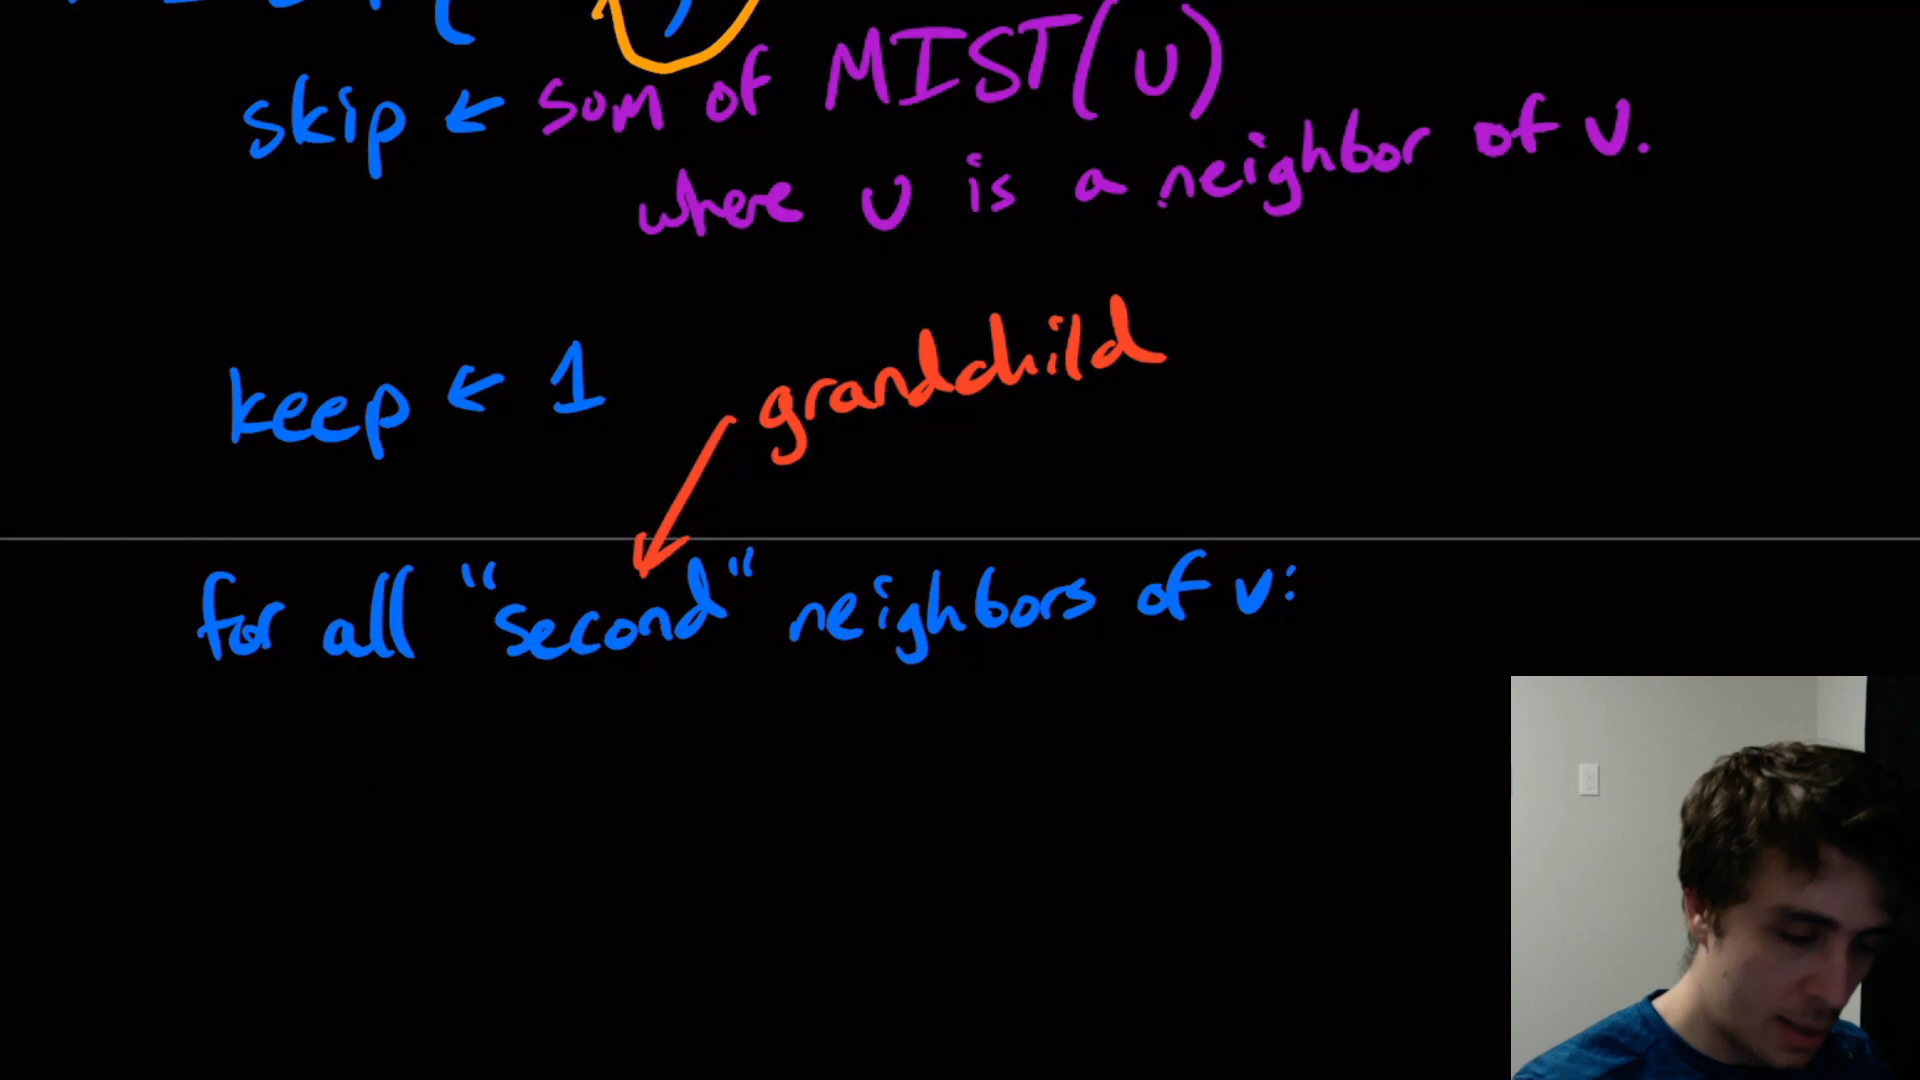 skip ← sum of MIST(u)
where u is a neighbor of v.
keep ← 1
grandchild
for all "second" neighbors of v: